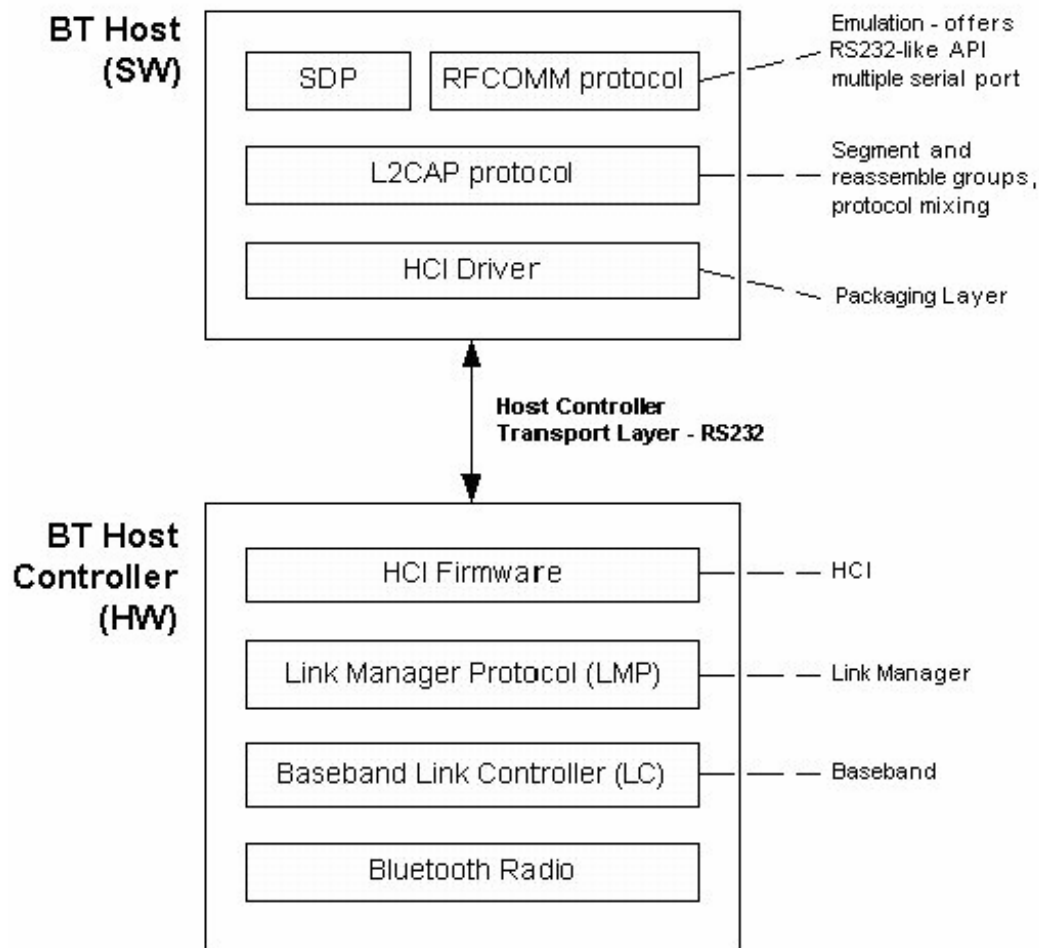 BT Host
(SW)
SDP
RFCOMM protocol
Emulation - offers
RS232-like API
multiple serial port
L2CAP protocol
Segment and
reassemble groups,
protocol mixing
HCI Driver
Packaging Layer
Host Controller
Transport Layer - RS232
BT Host
Controller
(HW)
HCI Firmware
HCI
Link Manager Protocol (LMP)
Link Manager
Baseband Link Controller (LC)
Baseband
Bluetooth Radio